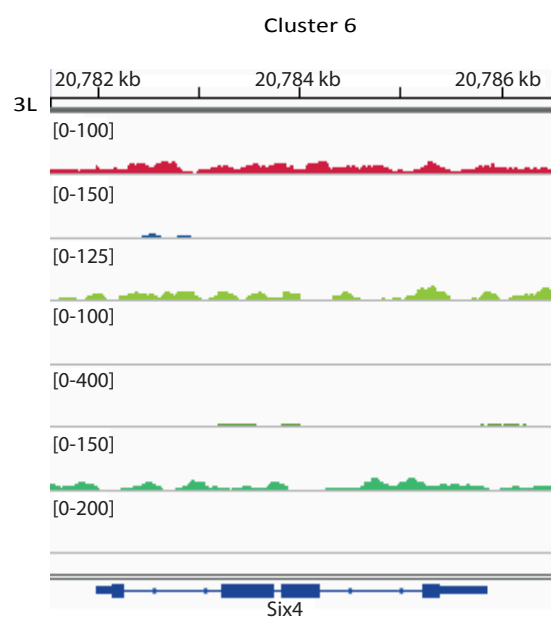 Cluster 6
20,782 kb 20,784 kb 20,786 kb
3L
[0-100]
[0-150]
[0-125]
[0-100]
[0-400]
[0-150]
[0-200]
Six4